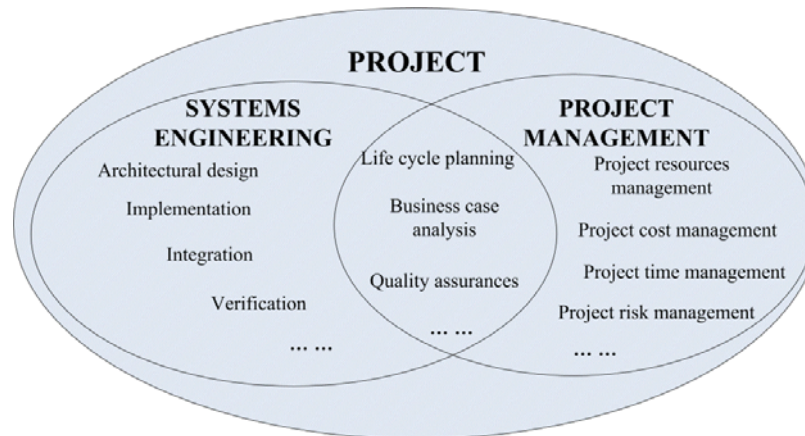 PROJECT
SYSTEMS
ENGINEERING
Architectural design
Implementation
Integration
Verification
... ...
Life cycle planning
Business case
analysis
Quality assurances
... ...
PROJECT
MANAGEMENT
Project resources
management
Project cost management
Project time management
Project risk management
... ...